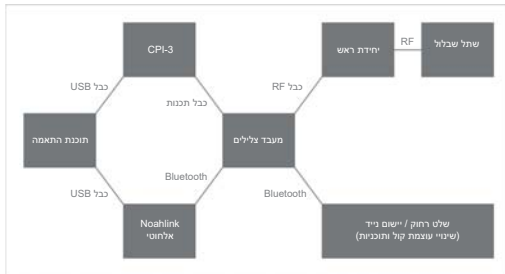 שתל שבלול
RF
יחידת ראש
CPI-3
כבל RF
כבל תכנות
כבל USB
מעבד צלילים
תוכנת התאמה
Bluetooth
Bluetooth
כבל USB
שלט רחוק / יישום נייד
(שינויי עוצמת קול ותוכניות)
Noahlink
אלחוטי